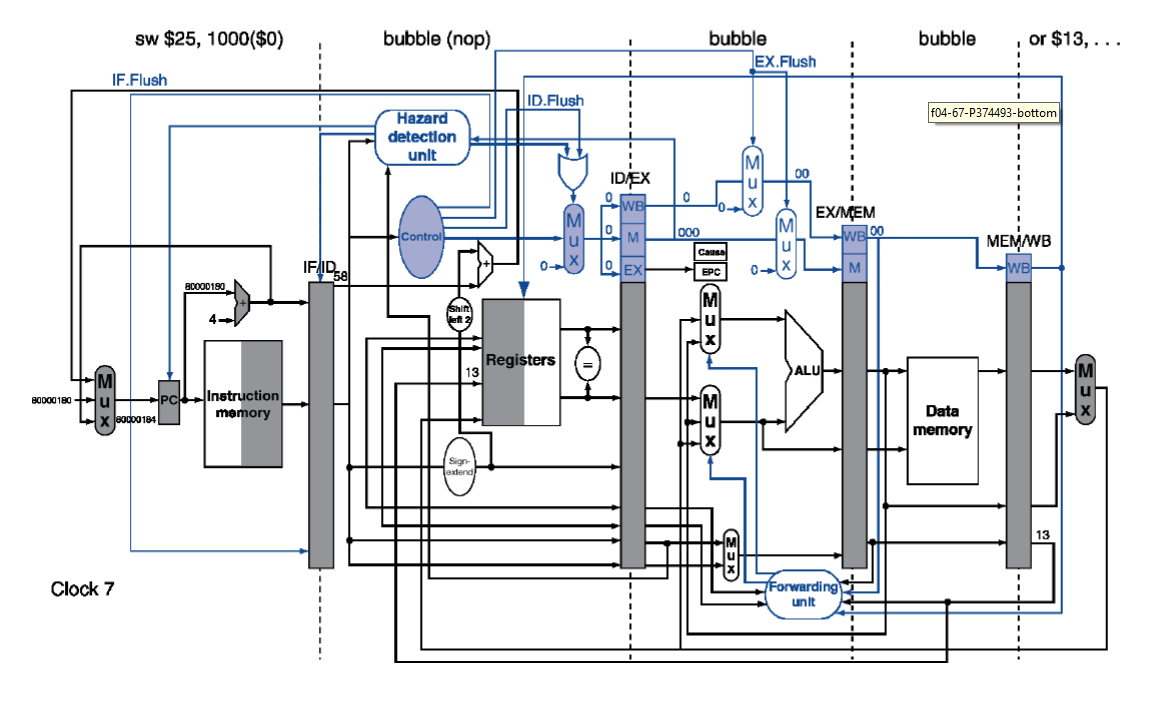 sw $25, 1000($0)
bubble (nop)
bubble
bubble
or $13, . . .
IF.Flush
EX.Flush
ID.Flush
f04-67-P374493-bottom
Hazard
detection
unit
Control
M
u
x
0
ID/EX
WB
M
EX
0
0
0
0
000
M
u
x
0
00
M
u
x
0
Cause
EPC
EX/MEM
WB
M
00
MEM/WB
WB
IF/ID
58
80000180
4
+
+
Shift
left 2
Registers
13
=
Sign-
extend
M
u
x
80000180
80000184
PC
Instruction
memory
M
u
x
M
u
x
ALU
Data
memory
M
u
x
M
u
x
13
Forwarding
unit
Clock 7